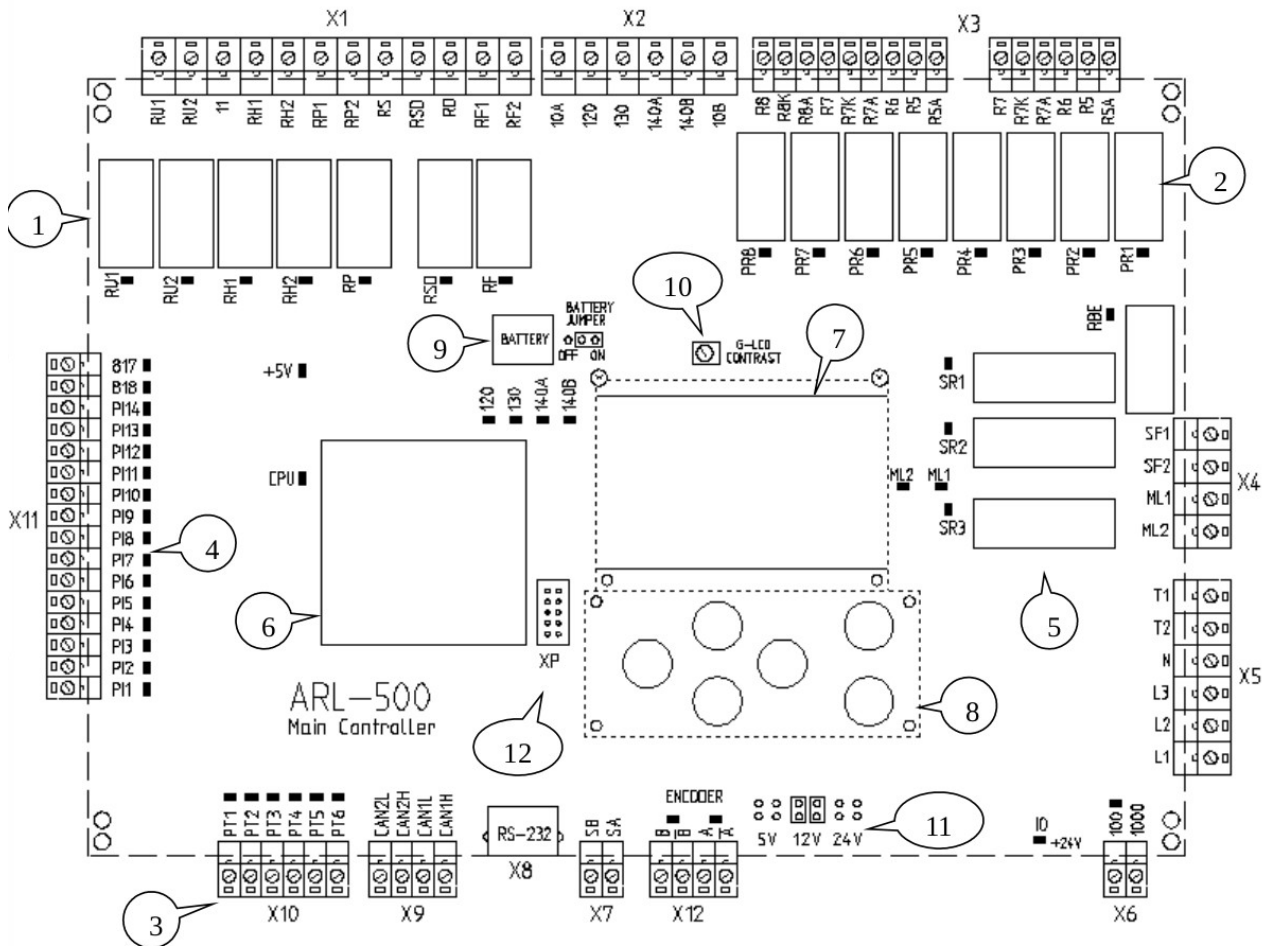 X1
X2
X3
RU1 RU2 11 RH1 RH2 RP1 RP2 RS RSD RD RF1 RF2
10A 120 130 140A 140B 10B
R8 R8K R8A R7 R7K R7A R6 R5 R5A
R7 R7K R7A R6 R5 R5A
1
2
RU1 RU2 RH1 RH2 RP RSD RF
PR8 PR7 PR6 PR5 PR4 PR3 PR2 PR1
10
RBE
BATTERY
JUMPER
OFF ON
BATTERY
9
G-LCD
CONTRAST
7
817
B18
PI14
PI13
PI12
PI11
PI10
PI9
PI8
PI7
PI6
PI5
PI4
PI3
PI2
PI1
X11
4
+5V
120 130 140A 140B
CPU
6
SR1
SR2
SR3
ML2 ML1
SF1
SF2
ML1
ML2
X4
5
T1
T2
N
L3
L2
L1
X5
XP
ARL-500
Main Controller
12
8
PT1 PT2 PT3 PT4 PT5 PT6
CAN2L CAN2H CAN1L CAN1H
RS-232
SB SA
ENCODER
B B A A
5V 12V 24V
11
IO
+24V
100 1000
3
X10
X9
X8
X7
X12
X6